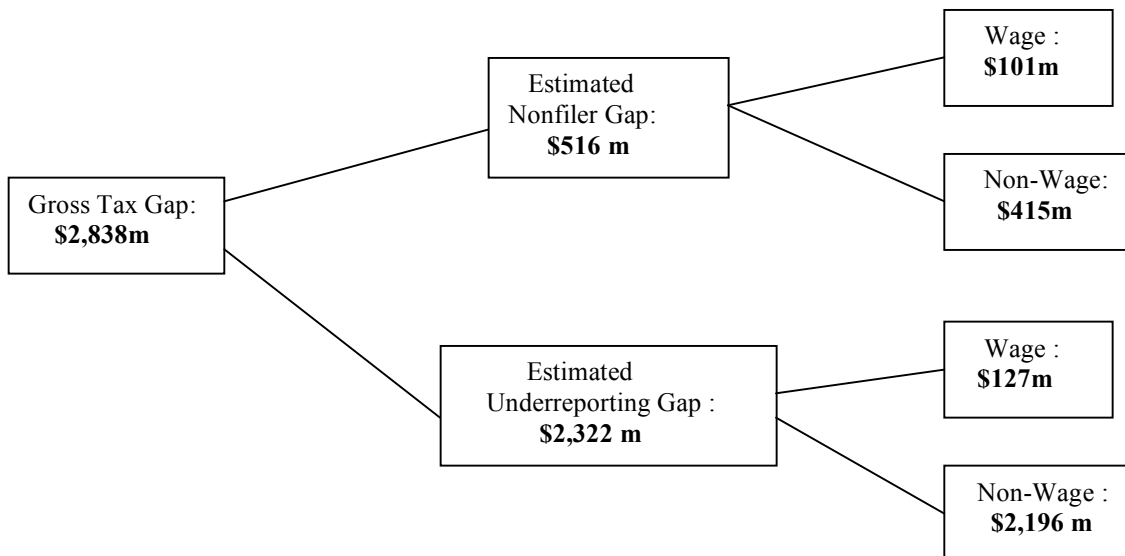 Gross Tax Gap:
$2,838m
Estimated
Nonfiler Gap:
$516 m
Wage :
$101m
Non-Wage:
$415m
Estimated
Underreporting Gap :
$2,322 m
Wage :
$127m
Non-Wage :
$2,196 m